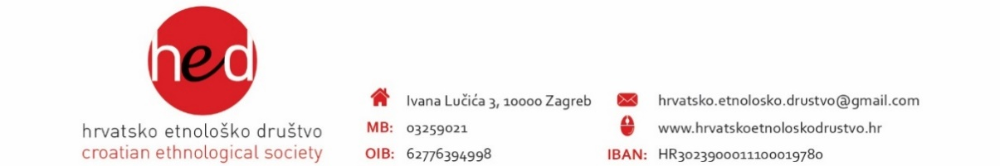 hed
hrvatsko etnološko društvo
croatian ethnological society
Ivana Lučića 3, 10000 Zagreb
MB: 03259021
OIB: 62776394998
hrvatsko.etnolosko.drustvo@gmail.com
www.hrvatskoetnoloskodrustvo.hr
IBAN: HR3023900011100019780